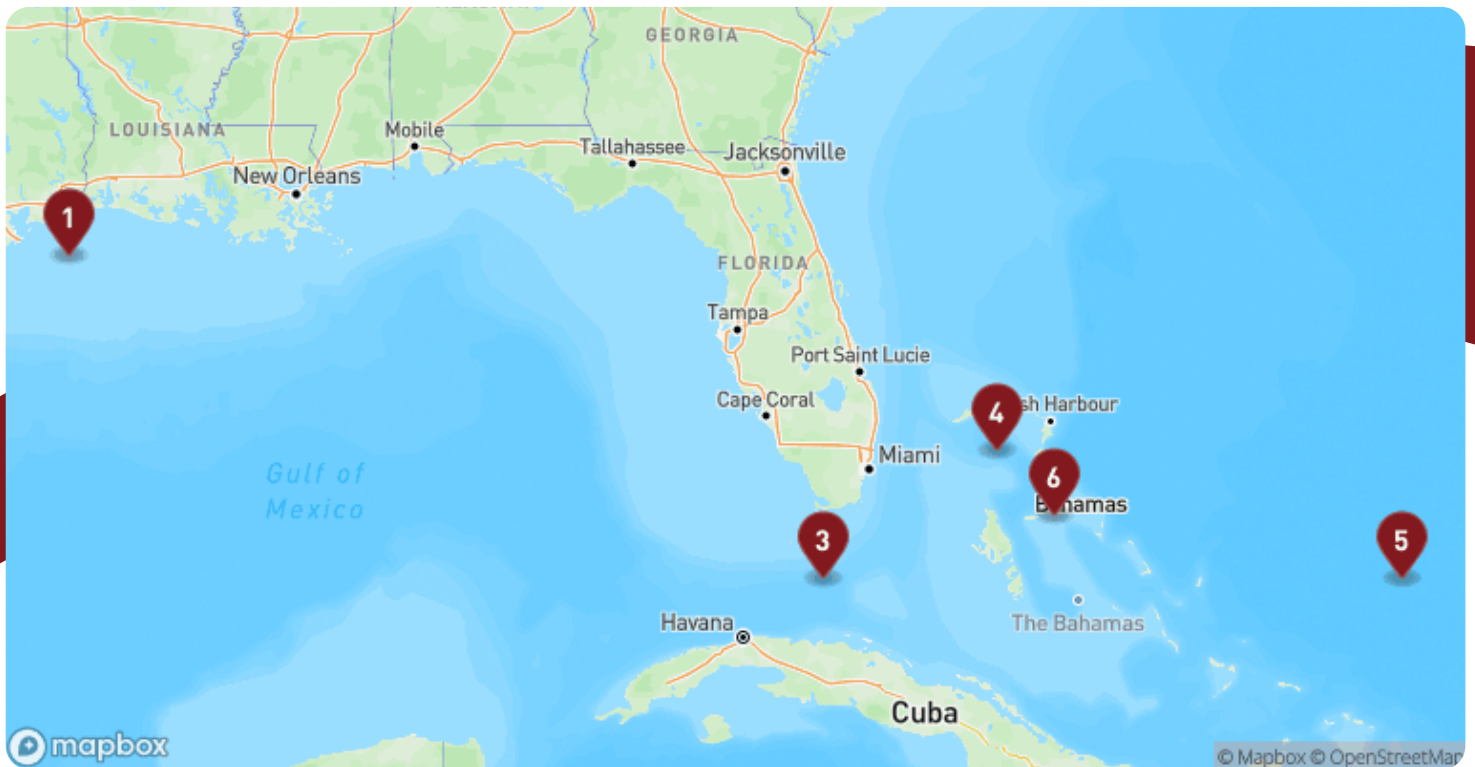 GEORGIA
LOUISIANA
Mobile
Tallahassee
Jacksonville
New Orleans
1
FLORIDA
Tampa
Port Saint Lucie
Cape Coral
4
sh Harbour
Miami
Gulf of
Mexico
6
Bahamas
3
5
Havana
The Bahamas
Cuba
mapbox
© Mapbox © OpenStreetMap